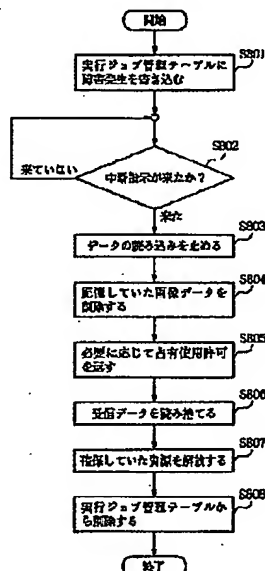 開始
S801
実行ジョブ管理テーブルに
障害発生を書き込む
S802
中断指示が来たか?
来ていない
来た
S803
データの読み込みを止める
S804
記憶していた画像データを
削除する
S805
必要に応じて占有使用許可
を返す
S806
受信データを読み捨てる
S807
確保していた資源を解放する
S808
実行ジョブ管理テーブルか
ら削除する
終了